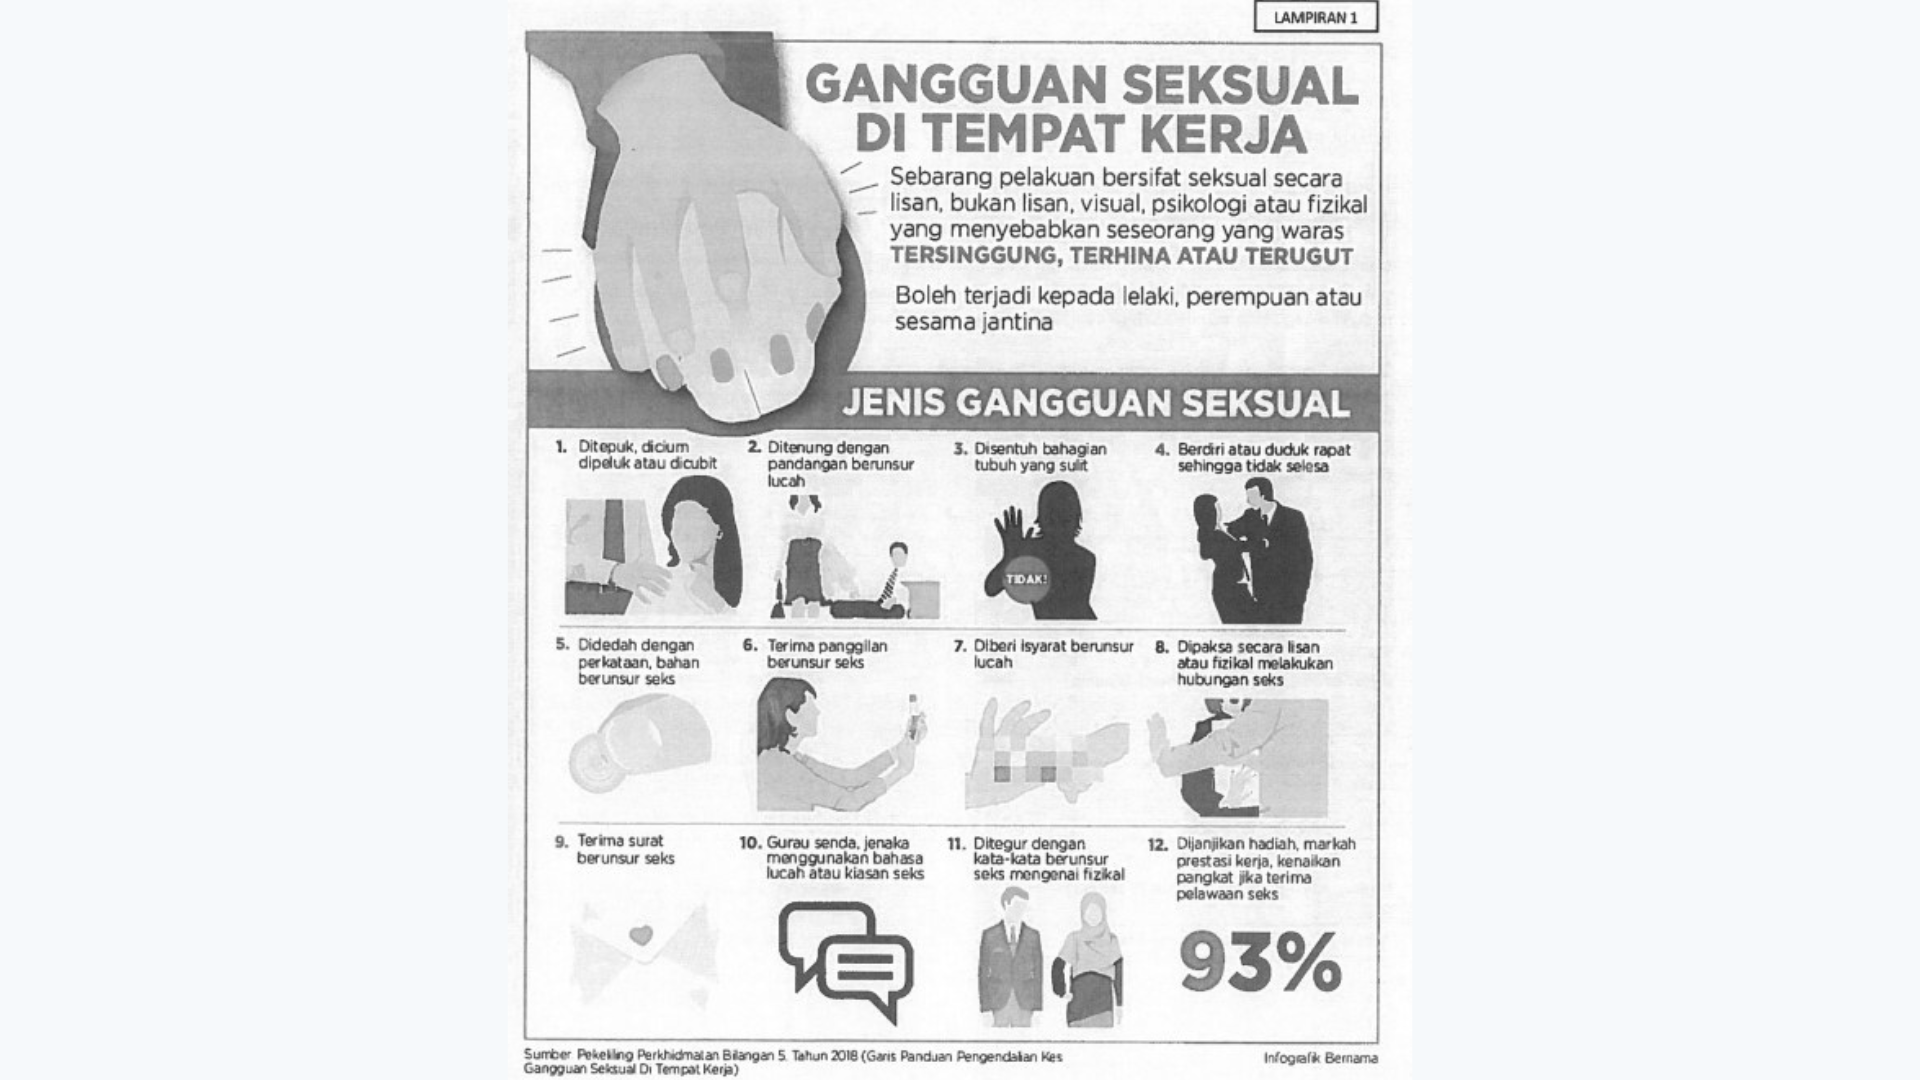 LAMPIRAN 1
GANGGUAN SEKSUAL
DI TEMPAT KERJA
Sebarang pelakuan bersifat seksual secara
lisan, bukan lisan, visual, psikologi atau fizikal
yang menyebabkan seseorang yang waras
TERSINGGUNG, TERHINA ATAU TERUGUT
Boleh terjadi kepada lelaki, perempuan atau
sesama jantina
JENIS GANGGUAN SEKSUAL
1. Ditepuk, dicium
dipeluk atau dicubit
2. Ditenung dengan
pandangan berunsur
lucah
3. Disentuh bahagian
tubuh yang sulit
TIDAK!
4. Berdiri atau duduk rapat
sehingga tidak selesa
5. Didedah dengan
perkataan, bahan
berunsur seks
6. Terima panggilan
berunsur seks
7. Diberi isyarat berunsur
lucah
8. Dipaksa secara lisan
atau fizikal melakukan
hubungan seks
9. Terima surat
berunsur seks
10. Gurau senda, jenaka
menggunakan bahasa
lucah atau kiasan seks
11. Ditegur dengan
kata-kata berunsur
seks mengenai fizikal
12. Dijanjikan hadiah, markah
prestasi kerja, kenaikan
pangkat jika terima
pelawaan seks
93%
Sumber Pekeliling Perkhidmatan Bilangan 5. Tahun 2018 (Garis Panduan Pengendalian Kes
Gangguan Seksual Di Tempat Kerja)
Infografik Bernama